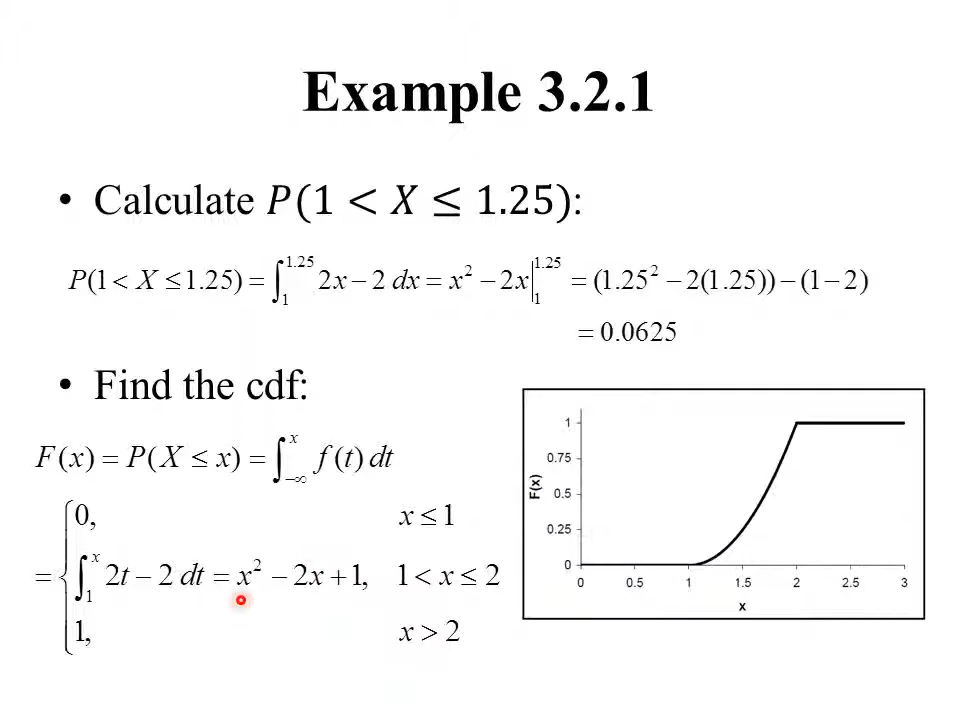 Example 3.2.1
• Calculate P(1 < X ≤ 1.25):
P(1 < X ≤ 1.25) = ∫₁^1.25 2x − 2 dx = x² − 2x |₁^1.25 = (1.25² − 2(1.25)) − (1 − 2)
= 0.0625
• Find the cdf:
F(x) = P(X ≤ x) = ∫_−∞^x f(t) dt
= { 0, x ≤ 1
∫₁^x 2t − 2 dt = x² − 2x + 1, 1 < x ≤ 2
1, x > 2
F(x)
1
0.75
0.5
0.25
0
0 0.5 1 1.5 2 2.5 3
x